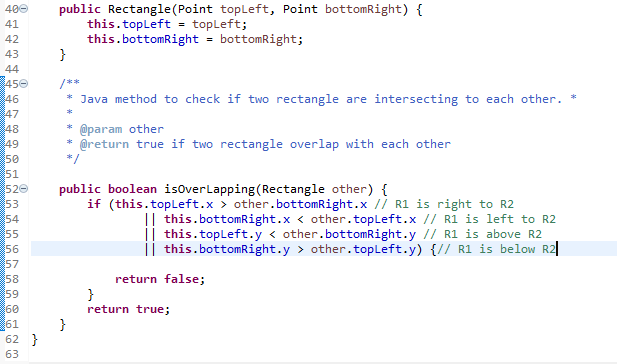 40 public Rectangle(Point topLeft, Point bottomRight) {
41 this.topLeft = topLeft;
42 this.bottomRight = bottomRight;
43 }
44
45 /**
46 * Java method to check if two rectangle are intersecting to each other. *
47 *
48 * @param other
49 * @return true if two rectangle overlap with each other
50 */
51
52 public boolean isOverLapping(Rectangle other) {
53 if (this.topLeft.x > other.bottomRight.x // R1 is right to R2
54 || this.bottomRight.x < other.topLeft.x // R1 is left to R2
55 || this.topLeft.y < other.bottomRight.y // R1 is above R2
56 || this.bottomRight.y > other.topLeft.y) {// R1 is below R2
57
58 return false;
59 }
60 return true;
61 }
62 }
63